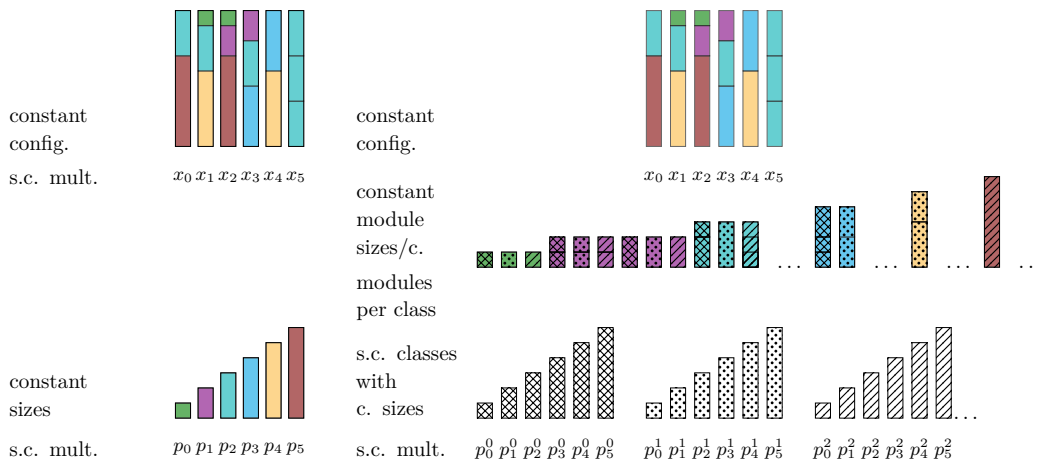 constant
config.
s.c. mult.
x₀ x₁ x₂ x₃ x₄ x₅
constant
sizes
s.c. mult.
p₀ p₁ p₂ p₃ p₄ p₅
constant
config.
s.c. mult.
x₀ x₁ x₂ x₃ x₄ x₅
constant
module
sizes/c.
... ... ... ..
modules
per class
s.c. classes
with
c. sizes
...
s.c. mult.
p₀⁰ p₁⁰ p₂⁰ p₃⁰ p₄⁰ p₅⁰ p₀¹ p₁¹ p₂¹ p₃¹ p₄¹ p₅¹ p₀² p₁² p₂² p₃² p₄² p₅²